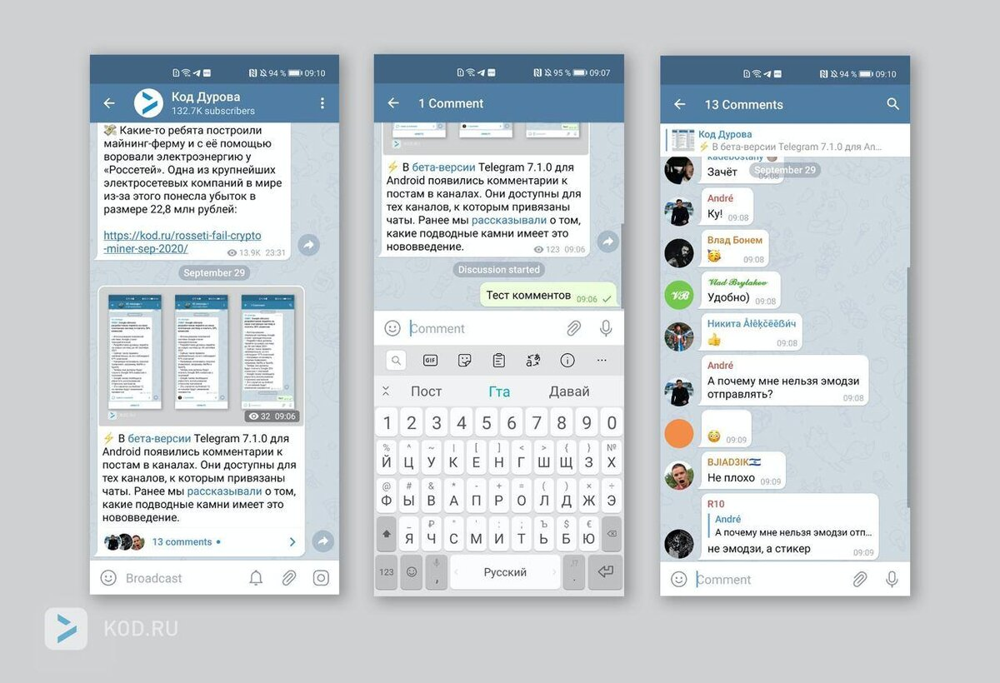 94 % 09:10
Код Дурова
132.7K subscribers
💸 Какие-то ребята построили
майнинг-ферму и с её помощью
воровали электроэнергию у
«Россетей». Одна из крупнейших
электросетевых компаний в мире
из-за этого понесла убыток в
размере 22,8 млн рублей:
https://kod.ru/rosseti-fail-crypto
-miner-sep-2020/
13.9K 23:31
September 29
32 09:06
⚡ В бета-версии Telegram 7.1.0 для
Android появились комментарии к
постам в каналах. Они доступны для
тех каналов, к которым привязаны
чаты. Ранее мы рассказывали о том,
какие подводные камни имеет это
нововведение.
13 comments
Broadcast
95 % 09:07
1 Comment
⚡ В бета-версии Telegram 7.1.0 для
Android появились комментарии к
постам в каналах. Они доступны для
тех каналов, к которым привязаны
чаты. Ранее мы рассказывали о том,
какие подводные камни имеет это
нововведение.
123 09:06
Discussion started
Тест комментов 09:06
Comment
GIF
Пост Гта Давай
1 2 3 4 5 6 7 8 9 0
% ^ ~ | [ ] < > { } №
Й Ц У К Е Н Г Ш Щ З Х
@ # & * - + = ( ) × ÷
Ф Ы В А П Р О Л Д Ж Э
_ ₽ " ' : ; , Ъ $ €
Я Ч С М И Т Ь Б Ю
123 , Русский .
94 % 09:10
13 Comments
Код Дурова
⚡ В бета-версии Telegram 7.1.0 для An...
kadebostany
Зачёт 09:08
September 29
André
Ку! 09:08
Влад Бонем
🥳 09:08
Vlad Brylakov
VB
Удобно) 09:08
Никита Åłêķčēēßич
👍 09:08
André
А почему мне нельзя эмодзи
отправлять? 09:08
😳 09:09
BJIAD3IK🇮🇱
Не плохо 09:09
R10
André
А почему мне нельзя эмодзи отп...
не эмодзи, а стикер 09:09
Comment
KOD.RU